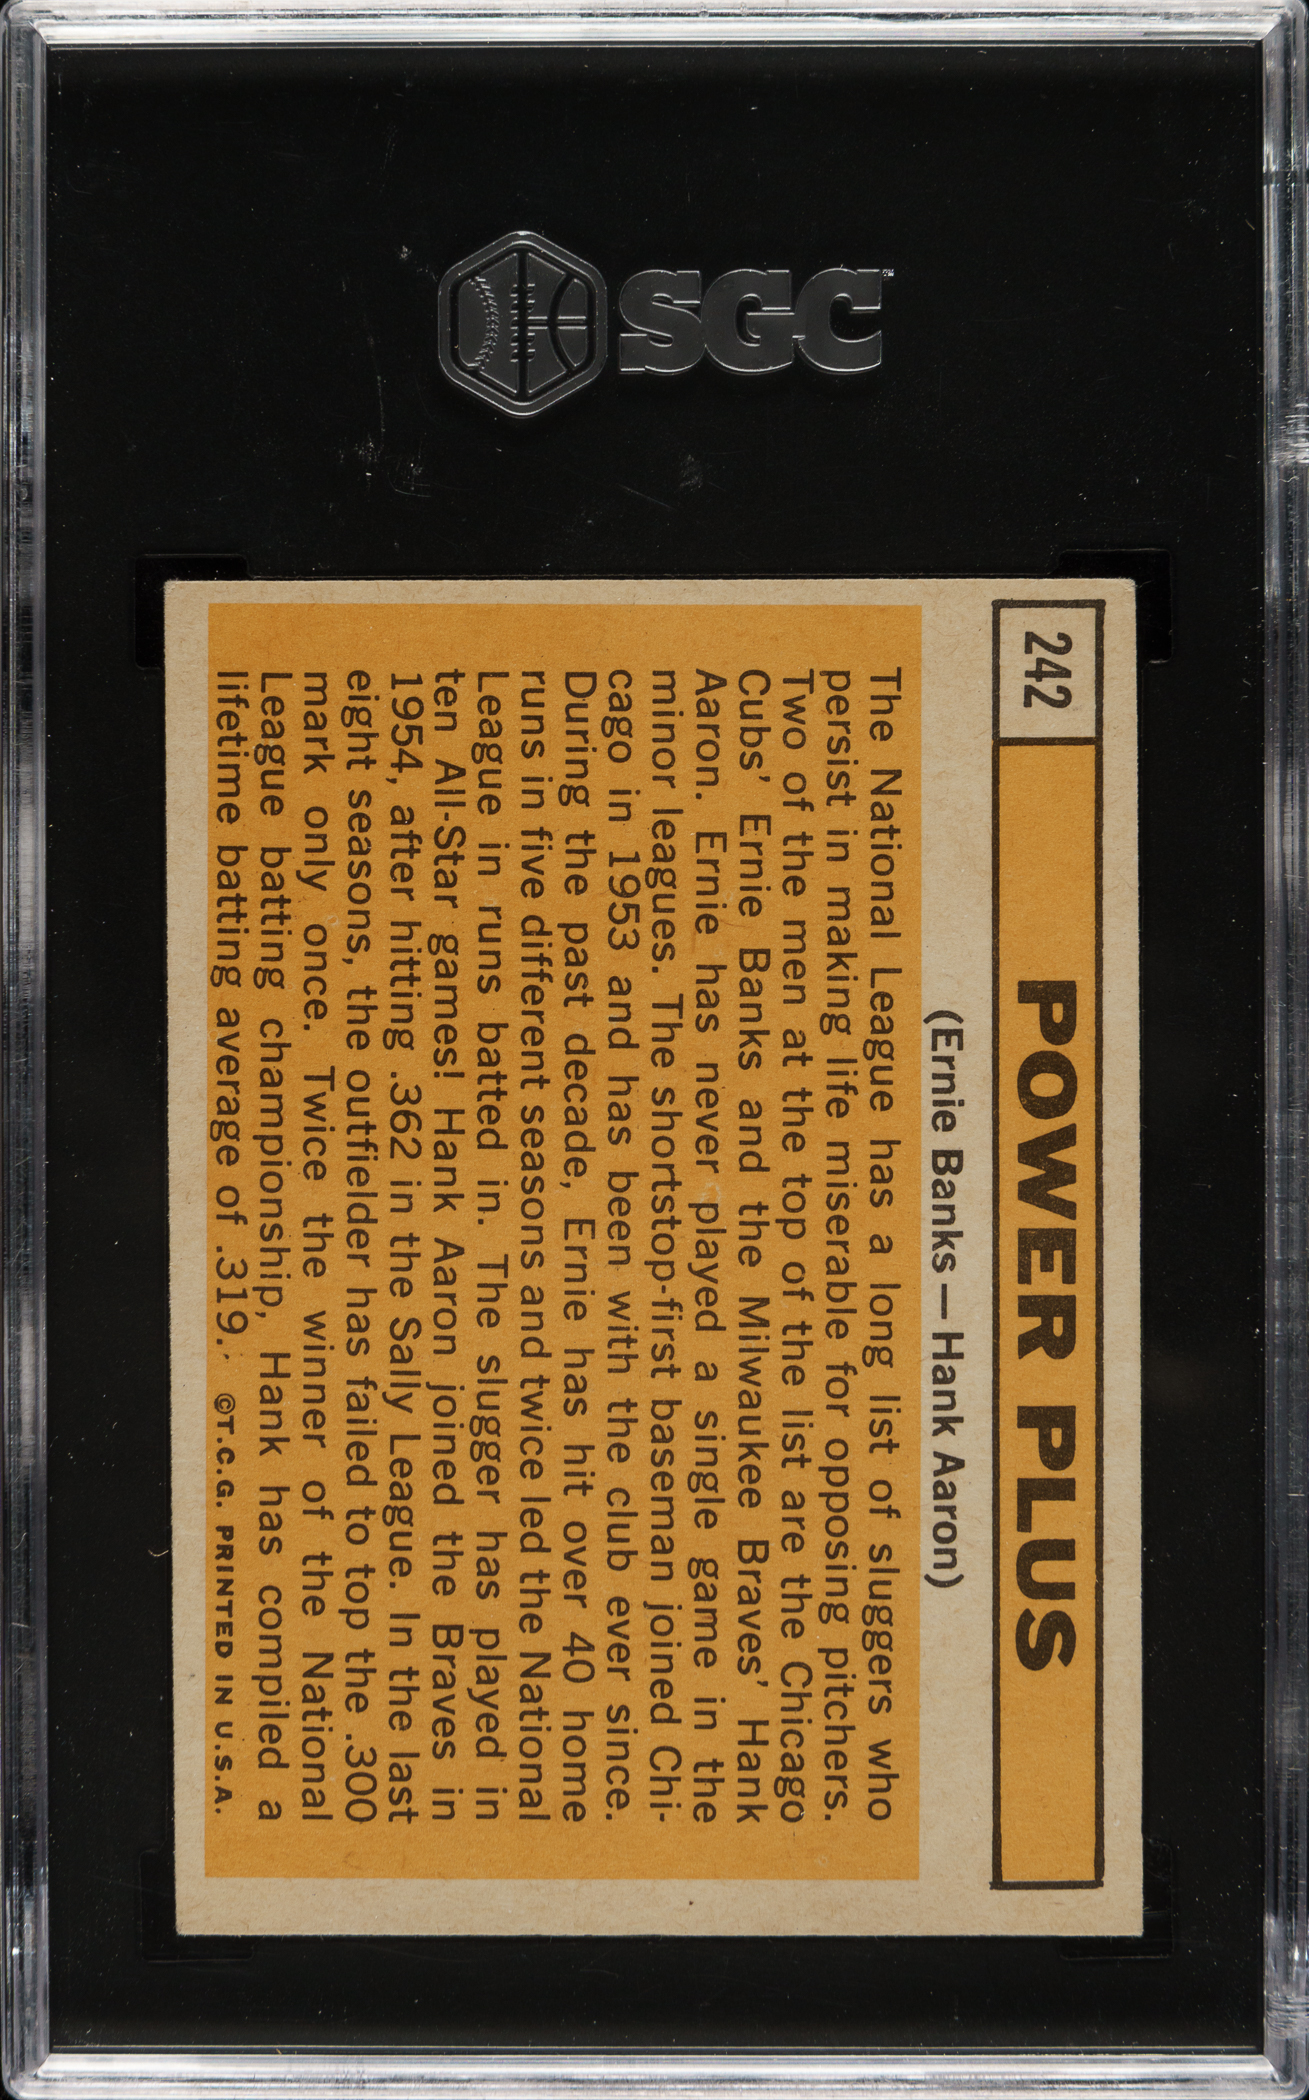 SGC
™
242
POWER PLUS
(Ernie Banks — Hank Aaron)
The National League has a long list of sluggers who
persist in making life miserable for opposing pitchers.
Two of the men at the top of the list are the Chicago
Cubs' Ernie Banks and the Milwaukee Braves' Hank
Aaron. Ernie has never played a single game in the
minor leagues. The shortstop-first baseman joined Chi-
cago in 1953 and has been with the club ever since.
During the past decade, Ernie has hit over 40 home
runs in five different seasons and twice led the National
League in runs batted in. The slugger has played in
ten All-Star games! Hank Aaron joined the Braves in
1954, after hitting .362 in the Sally League. In the last
eight seasons, the outfielder has failed to top the .300
mark only once. Twice the winner of the National
League batting championship, Hank has compiled a
lifetime batting average of .319.
©T.C.G. PRINTED IN U.S.A.